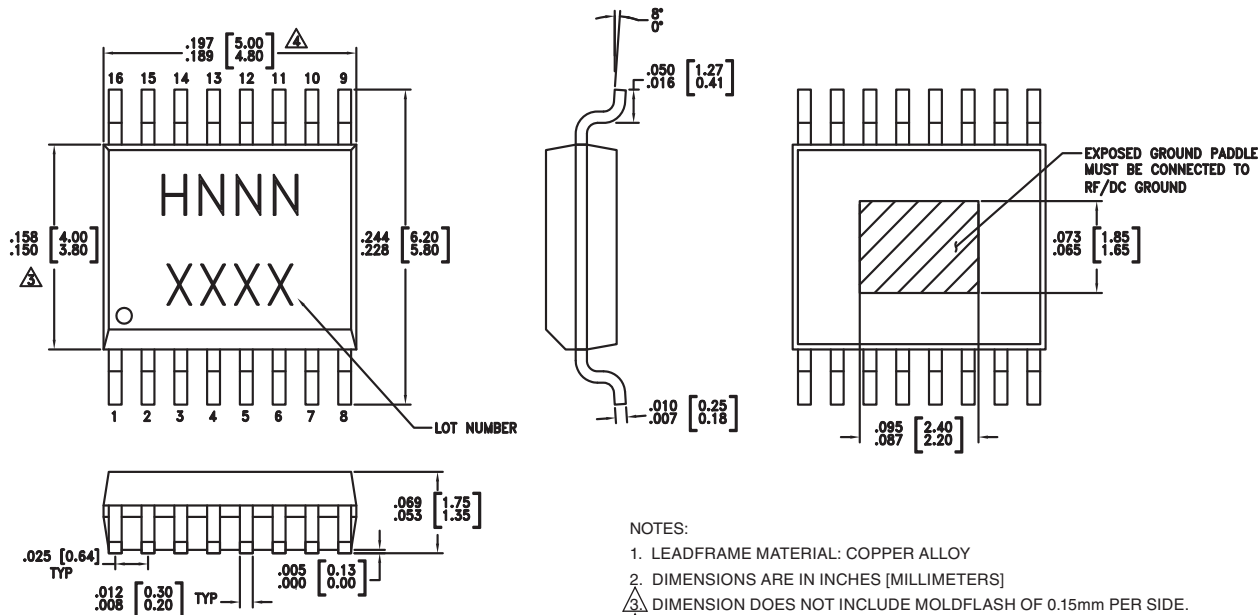 .197 [5.00]
.189 [4.80] 4
16 15 14 13 12 11 10 9
HNNN
XXXX
.158 [4.00]
.150 [3.80]
3
.244 [6.20]
.228 [5.80]
1 2 3 4 5 6 7 8
LOT NUMBER
8°
0°
.050 [1.27]
.016 [0.41]
.010 [0.25]
.007 [0.18]
EXPOSED GROUND PADDLE
MUST BE CONNECTED TO
RF/DC GROUND
.073 [1.85]
.065 [1.65]
.095 [2.40]
.087 [2.20]
.069 [1.75]
.053 [1.35]
.025 [0.64]
TYP
.012 [0.30]
.008 [0.20] TYP
.005 [0.13]
.000 [0.00]
NOTES:
1. LEADFRAME MATERIAL: COPPER ALLOY
2. DIMENSIONS ARE IN INCHES [MILLIMETERS]
3 DIMENSION DOES NOT INCLUDE MOLDFLASH OF 0.15mm PER SIDE.